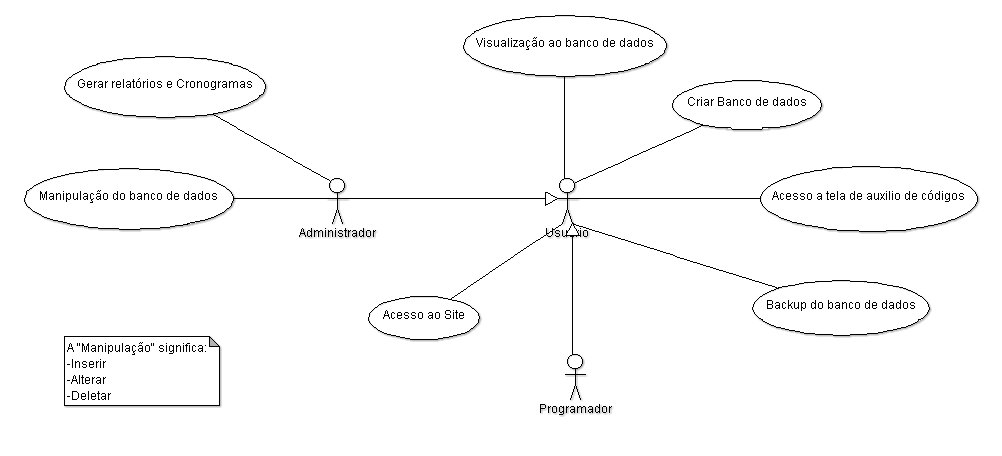 Visualização ao banco de dados
Gerar relatórios e Cronogramas
Criar Banco de dados
Manipulação do banco de dados
Acesso a tela de auxilio de códigos
Administrador
Backup do banco de dados
Acesso ao Site
A "Manipulação" significa:
-Inserir
-Alterar
-Deletar
Programador